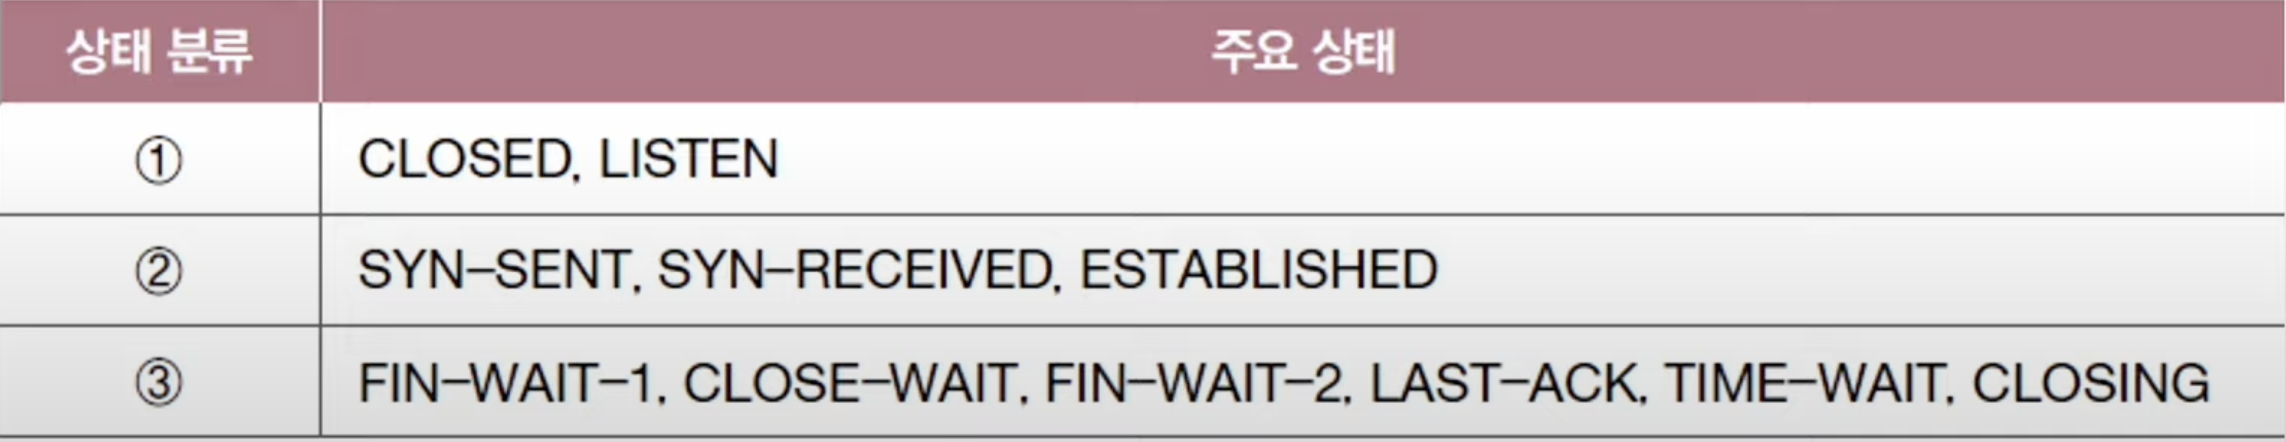 상태 분류 주요 상태
① CLOSED, LISTEN
② SYN–SENT, SYN–RECEIVED, ESTABLISHED
③ FIN–WAIT–1, CLOSE–WAIT, FIN–WAIT–2, LAST–ACK, TIME–WAIT, CLOSING